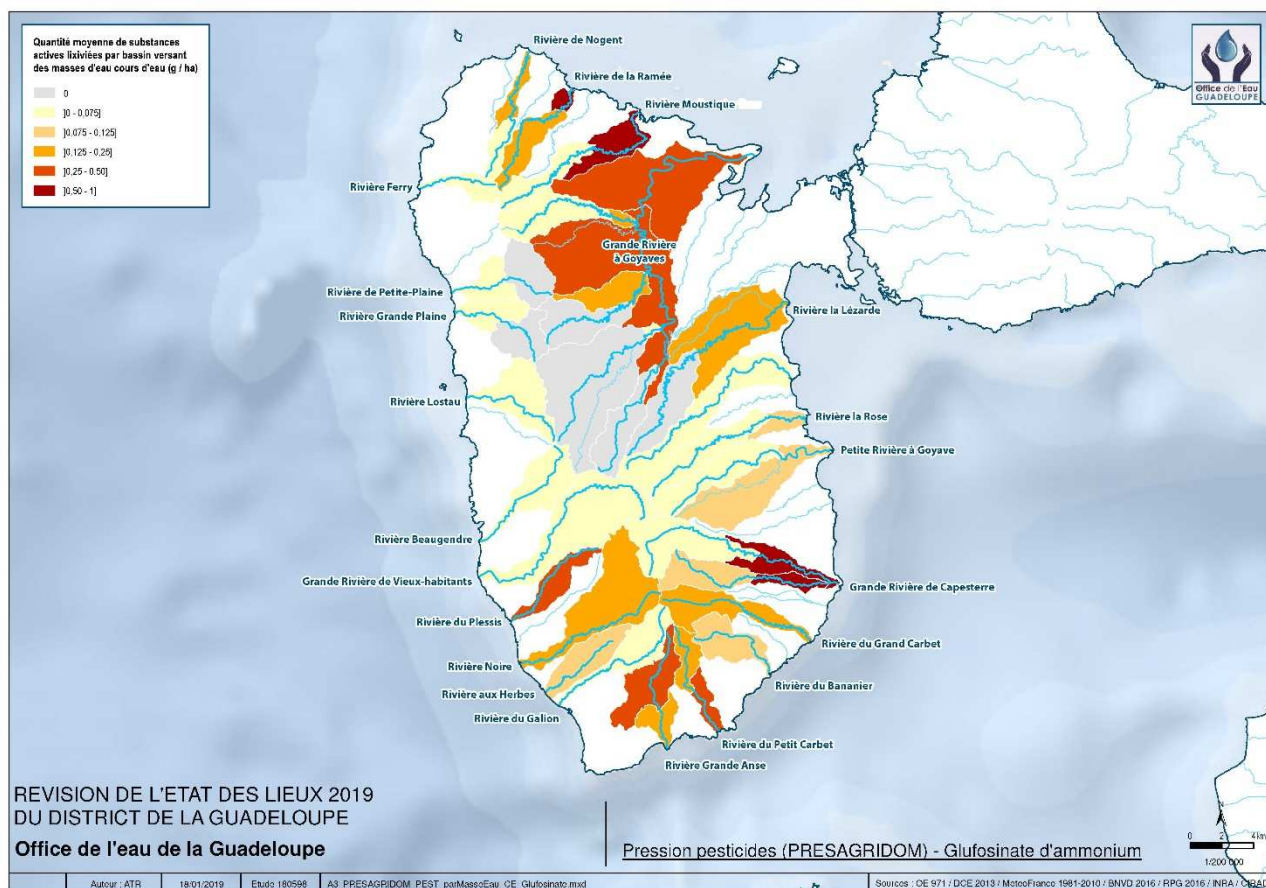 Quantité moyenne de substances
actives lixiviées par bassin versant
des masses d'eau cours d'eau (g / ha)
0
]0 - 0,075]
]0,075 - 0,125]
]0,125 - 0,25]
]0,25 - 0,50]
]0,50 - 1]
Office de l'Eau
GUADELOUPE
Rivière de Nogent
Rivière de la Ramée
Rivière Moustique
Rivière Ferry
Grande Rivière
à Goyaves
Rivière de Petite-Plaine
Rivière Grande Plaine
Rivière la Lézarde
Rivière Lostau
Rivière la Rose
Petite Rivière à Goyave
Rivière Beaugendre
Grande Rivière de Vieux-habitants
Grande Rivière de Capesterre
Rivière du Plessis
Rivière du Grand Carbet
Rivière Noire
Rivière du Bananier
Rivière aux Herbes
Rivière du Galion
Rivière du Petit Carbet
Rivière Grande Anse
REVISION DE L'ETAT DES LIEUX 2019
DU DISTRICT DE LA GUADELOUPE
Office de l'eau de la Guadeloupe
Pression pesticides (PRESAGRIDOM) - Glufosinate d'ammonium
N
0 2 4 km
1/200 000
Auteur : ATR 18/01/2019 Etude 180598 A3_PRESAGRIDOM_PEST_parMasseEau_CE_Glufosinate.mxd Sources : OE 971 / DCE 2013 / MeteoFrance 1981-2010 / BNVD 2016 / RPG 2016 / INRA / CIRAD